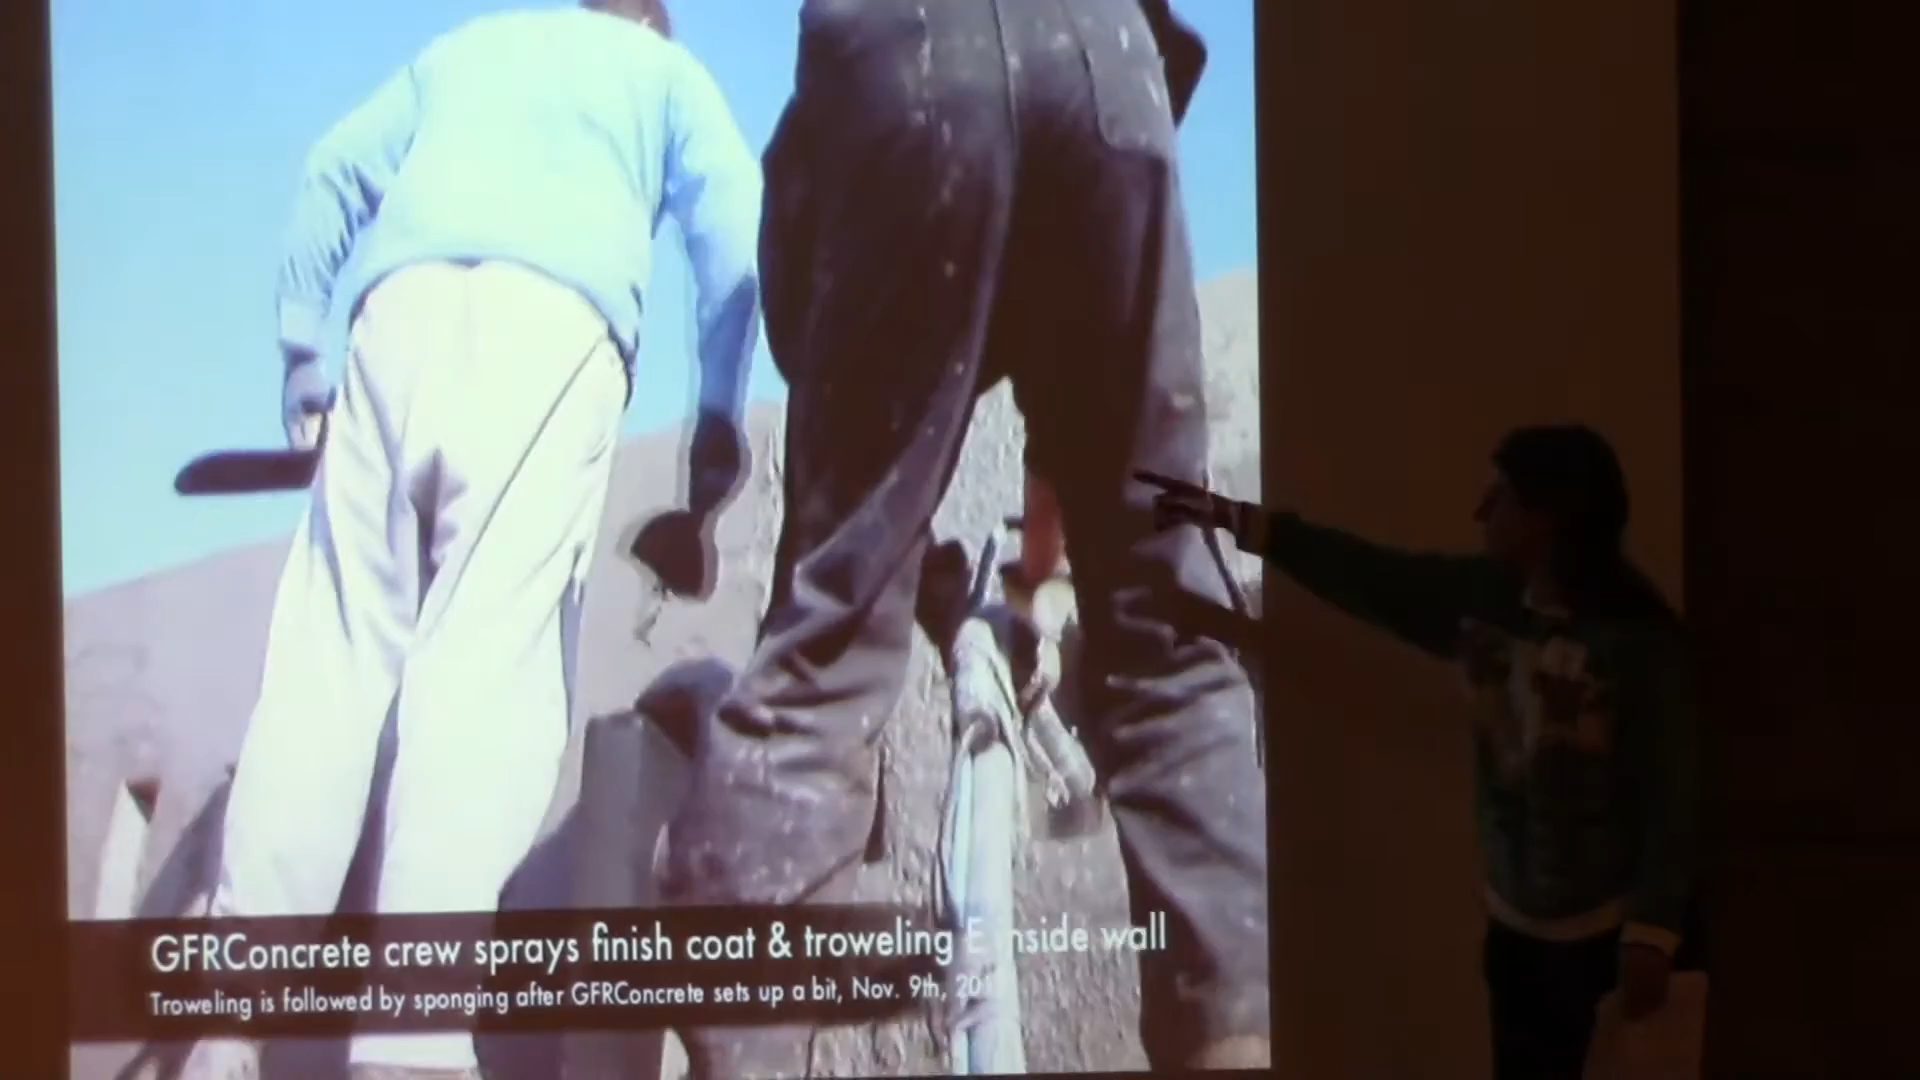 GFRConcrete crew sprays finish coat & troweling E inside wall
Troweling is followed by sponging after GFRConcrete sets up a bit, Nov. 9th,